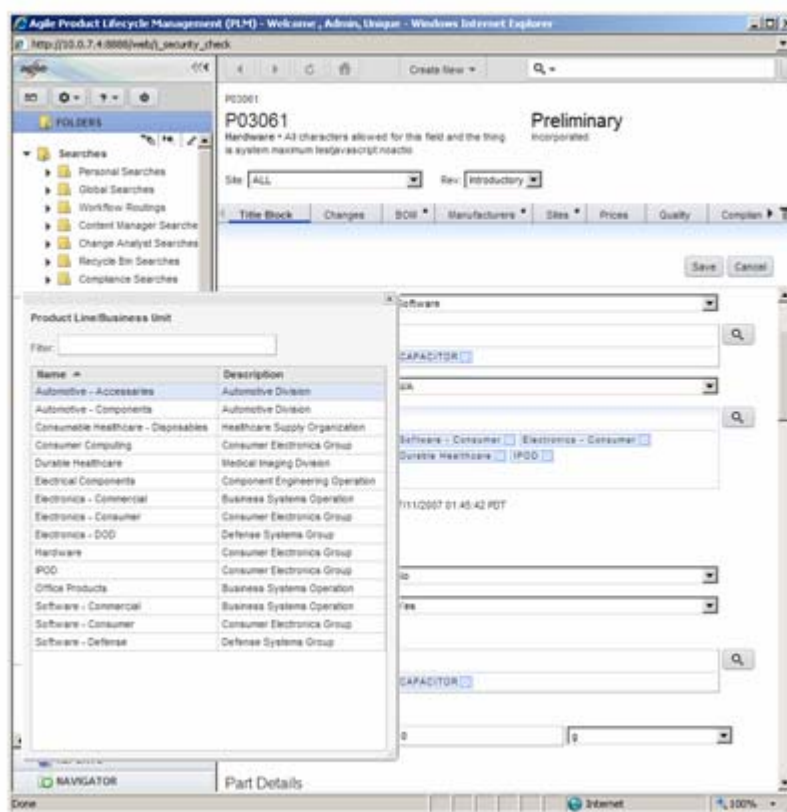 Agile Product Lifecycle Management (PLM) - Welcome , Admin, Unique - Windows Internet Explorer
http://10.0.7.4:8888/web/j_security_check
agile
Create New
P03061
P03061
Preliminary
Hardware • All characters allowed for this field and the thing
is system maximum testjavascript:noactio
Incorporated
FOLDERS
Searches
Personal Searches
Global Searches
Workflow Routings
Content Manager Searche
Change Analyst Searches
Recycle Bin Searches
Compliance Searches
Site ALL
Rev: Introductory
Title Block Changes BOM Manufacturers Sites Prices Quality Complian
Save Cancel
Product Line/Business Unit
Filter:
Name Description
Automotive - Accessaries Automotive Division
Automotive - Components Automotive Division
Consumable Healthcare - Disposables Healthcare Supply Organization
Consumer Computing Consumer Electronics Group
Durable Healthcare Medical Imaging Division
Electrical Components Component Engineering Operation
Electronics - Commercial Business Systems Operation
Electronics - Consumer Consumer Electronics Group
Electronics - DOD Defense Systems Group
Hardware Consumer Electronics Group
IPOD Consumer Electronics Group
Office Products Business Systems Operation
Software - Commercial Business Systems Operation
Software - Consumer Consumer Electronics Group
Software - Defense Defense Systems Group
Software
CAPACITOR
Software - Consumer Electronics - Consumer
Durable Healthcare IPOD
/11/2007 01:45:42 PDT
CAPACITOR
0 g
NAVIGATOR
Part Details
Done
Internet
100%